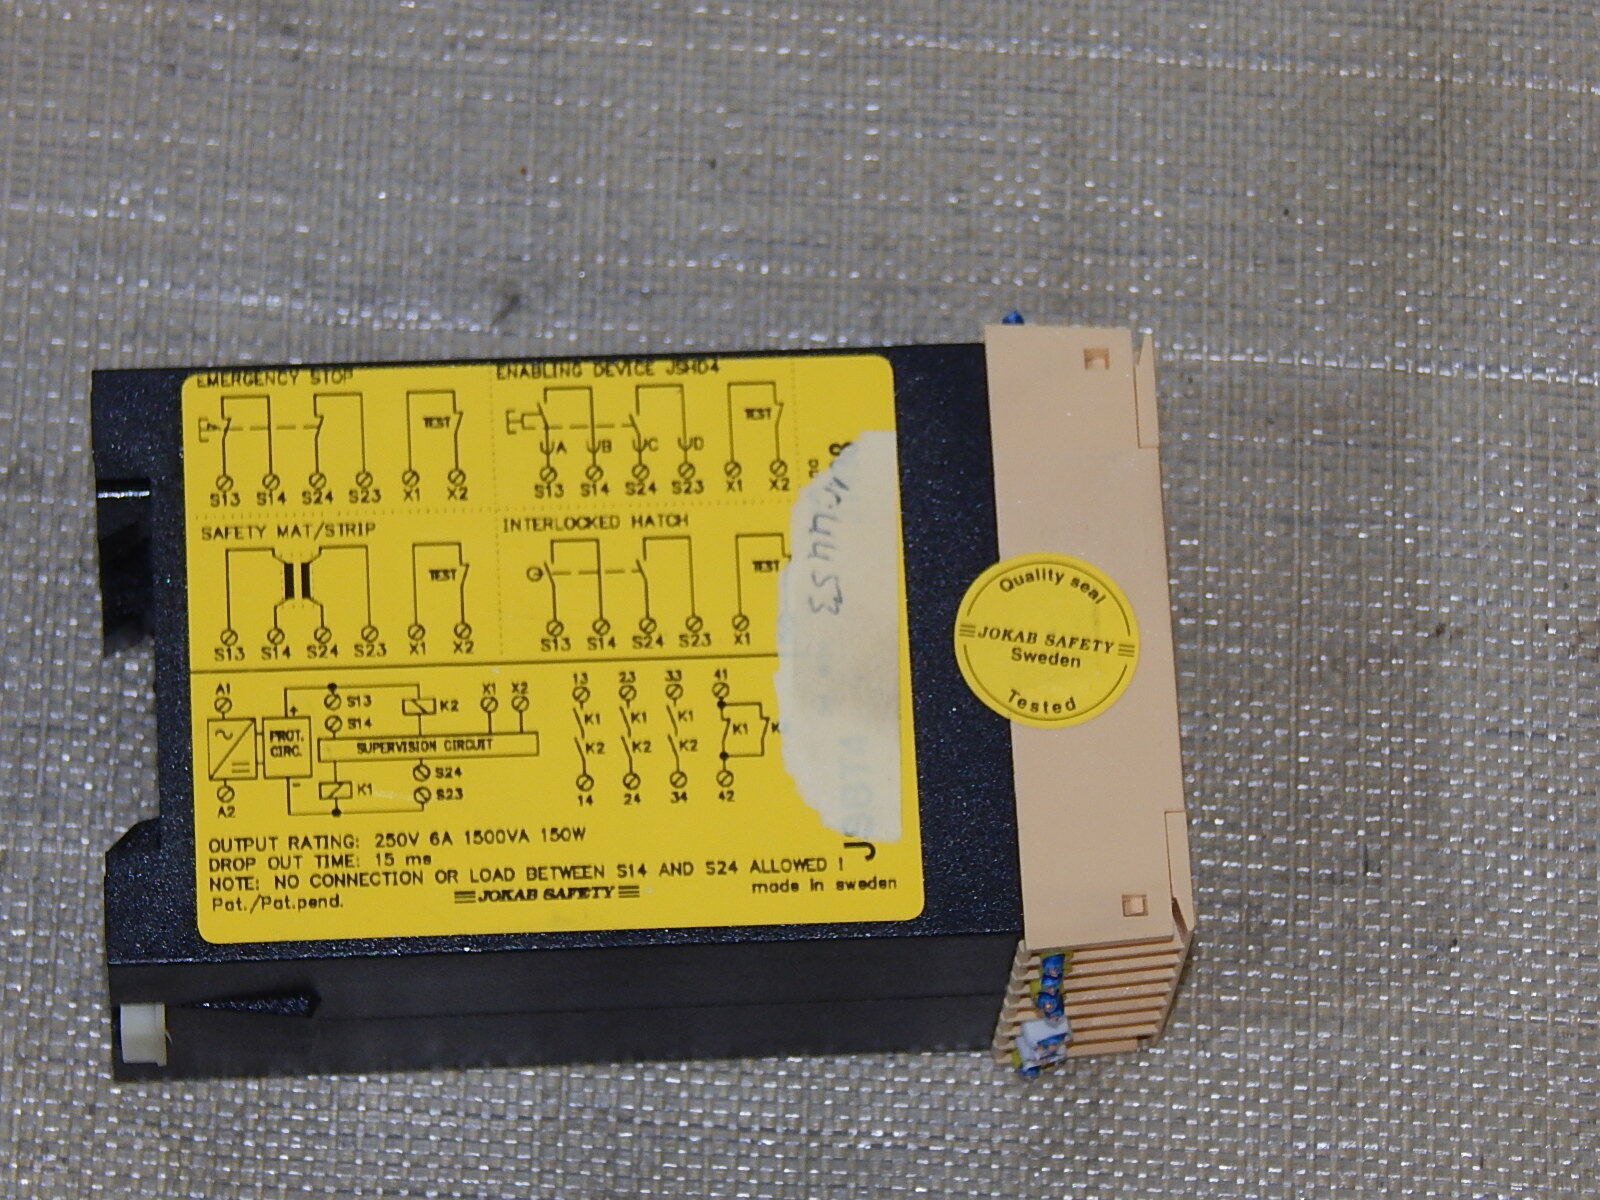 EMERGENCY STOP
TEST
S13 S14 S24 S23 X1 X2
ENABLING DEVICE JSHD4
TEST
A B C D
S13 S14 S24 S23 X1 X2
SAFETY MAT/STRIP
TEST
S13 S14 S24 S23 X1 X2
INTERLOCKED HATCH
TEST
S13 S14 S24 S23 X1
A1 S13 K2 X1 X2 13 23 33 41
+ S14 K1 K1 K1 K1 K
PROT.
CIRC.
SUPERVISION CIRCUIT K2 K2 K2
- S24
A2 K1 S23 14 24 34 42
OUTPUT RATING: 250V 6A 1500VA 150W
DROP OUT TIME: 15 ms
NOTE: NO CONNECTION OR LOAD BETWEEN S14 AND S24 ALLOWED !
Pat./Pat.pend. JOKAB SAFETY made in sweden
Quality seal
JOKAB SAFETY
Sweden
Tested